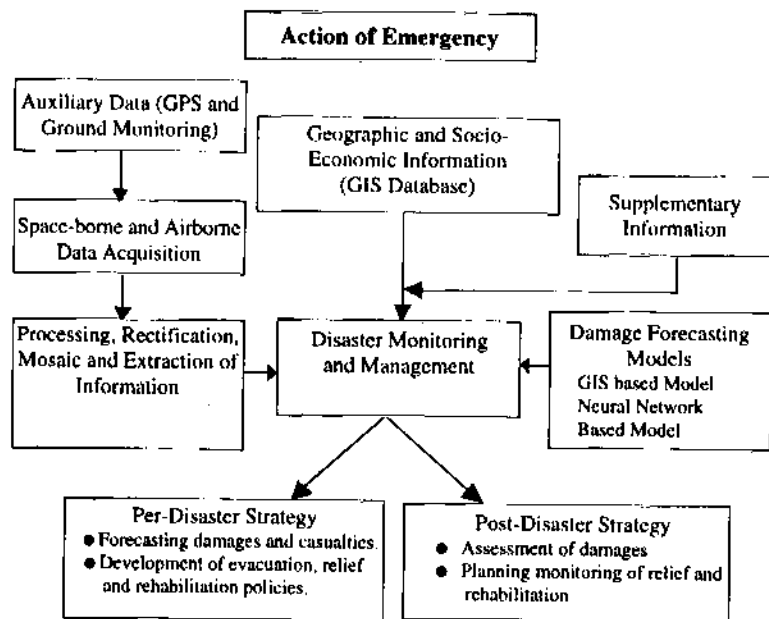 Action of Emergency
Auxiliary Data (GPS and
Ground Monitoring)
Geographic and Socio-
Economic Information
(GIS Database)
Supplementary
Information
Space-borne and Airborne
Data Acquisition
Processing, Rectification,
Mosaic and Extraction of
Information
Disaster Monitoring
and Management
Damage Forecasting
Models
GIS based Model
Neural Network
Based Model
Per-Disaster Strategy
● Forecasting damages and casualties.
● Development of evacuation, relief
and rehabilitation policies.
Post-Disaster Strategy
● Assessment of damages
● Planning monitoring of relief and
rehabilitation